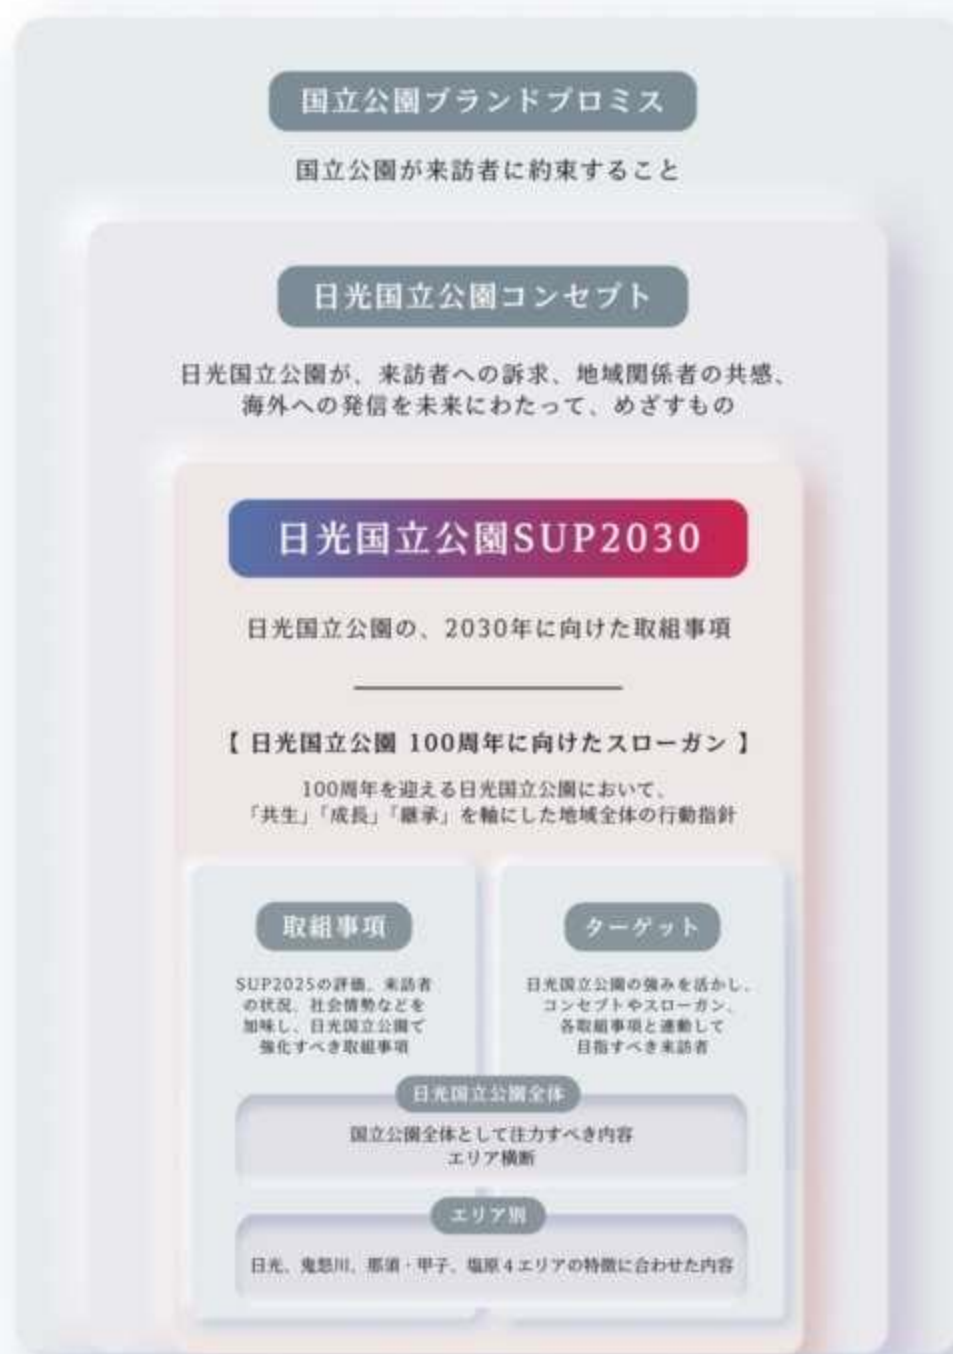 国立公園ブランドプロミス
国立公園が来訪者に約束すること
日光国立公園コンセプト
日光国立公園が、来訪者への訴求、地域関係者の共感、
海外への発信を未来にわたって、めざすもの
日光国立公園SUP2030
日光国立公園の、2030年に向けた取組事項
【 日光国立公園 100周年に向けたスローガン 】
100周年を迎える日光国立公園において、
「共生」「成長」「継承」を軸にした地域全体の行動指針
取組事項
SUP2025の評価、来訪者
の状況、社会情勢などを
加味し、日光国立公園で
強化すべき取組事項
ターゲット
日光国立公園の強みを活かし、
コンセプトやスローガン、
各取組事項と連動して
目指すべき来訪者
日光国立公園全体
国立公園全体として注力すべき内容
エリア横断
エリア別
日光、鬼怒川、那須・甲子、塩原4エリアの特徴に合わせた内容